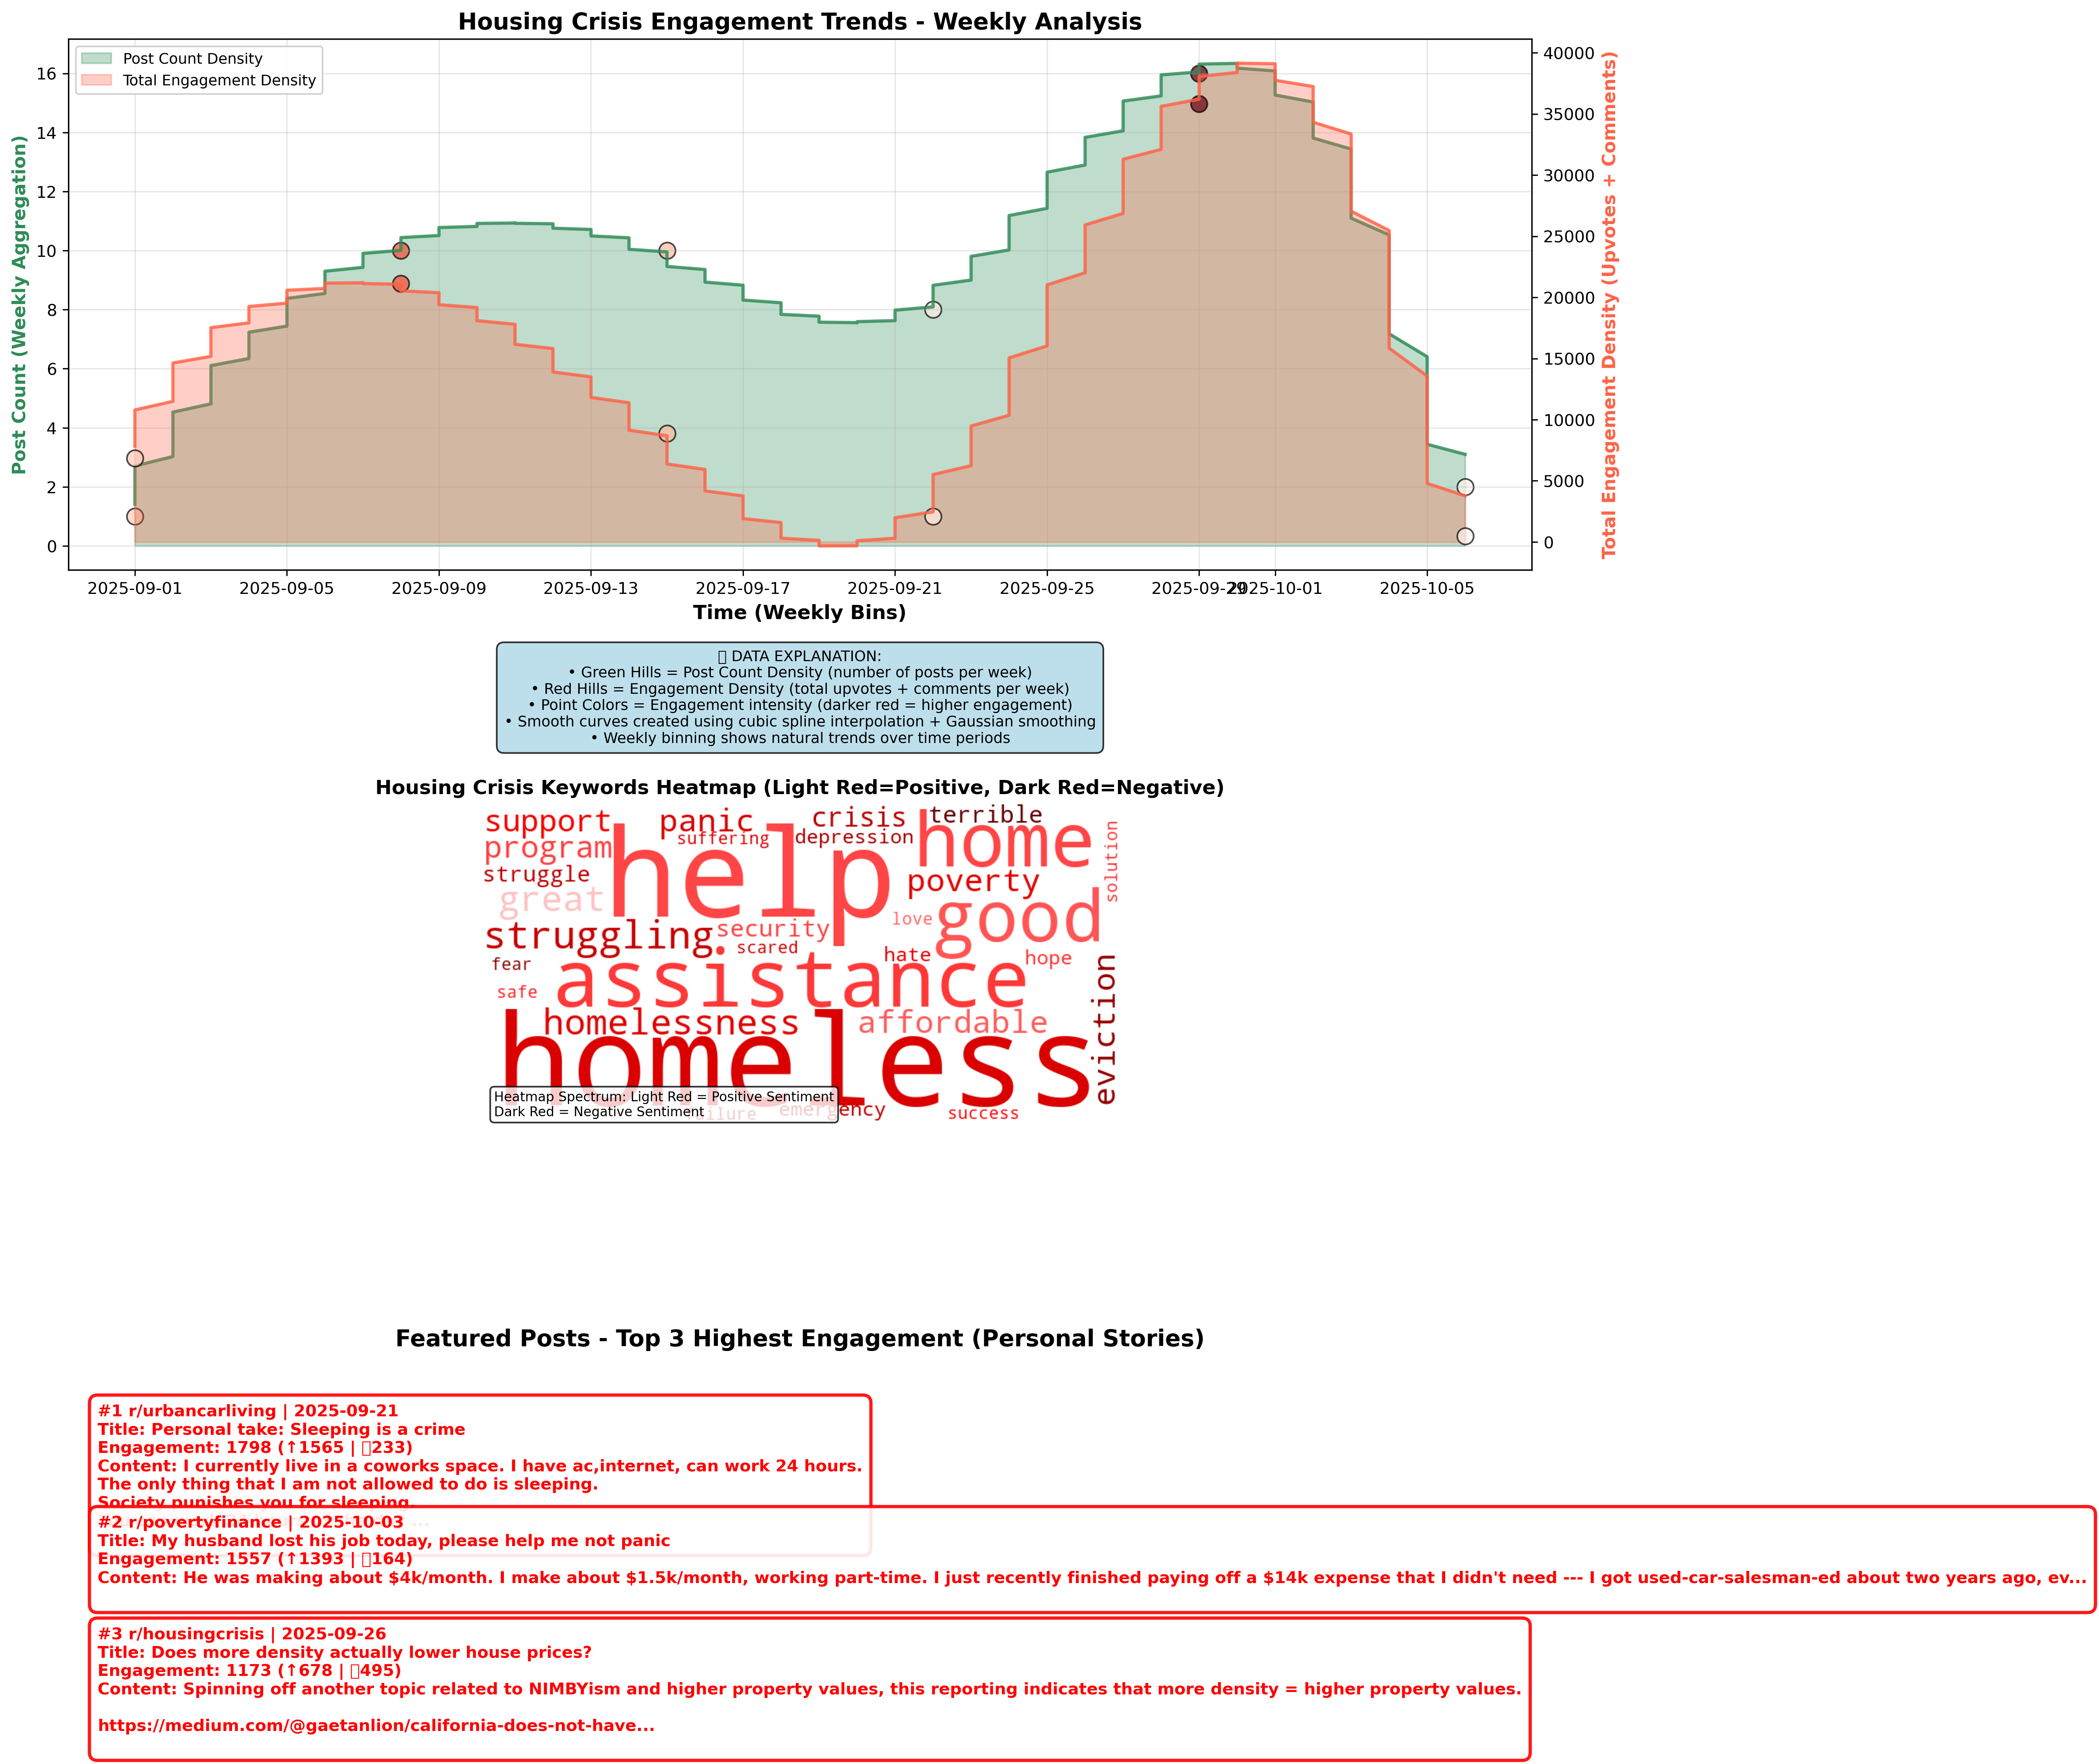 Housing Crisis Engagement Trends - Weekly Analysis
Post Count Density
Total Engagement Density
Post Count (Weekly Aggregation)
16
14
12
10
8
6
4
2
0
40000
35000
30000
25000
20000
15000
10000
5000
0
Total Engagement Density (Upvotes + Comments)
2025-09-01
2025-09-05
2025-09-09
2025-09-13
2025-09-17
2025-09-21
2025-09-25
2025-09-29
2025-10-01
2025-10-05
Time (Weekly Bins)
DATA EXPLANATION:
• Green Hills = Post Count Density (number of posts per week)
• Red Hills = Engagement Density (total upvotes + comments per week)
• Point Colors = Engagement intensity (darker red = higher engagement)
• Smooth curves created using cubic spline interpolation + Gaussian smoothing
• Weekly binning shows natural trends over time periods
Housing Crisis Keywords Heatmap (Light Red=Positive, Dark Red=Negative)
support
panic
crisis
terrible
suffering
depression
home
solution
program
help
struggle
poverty
great
love
good
struggling
security
scared
hate
hope
fear
assistance
safe
eviction
homelessness
affordable
homeless
Heatmap Spectrum: Light Red = Positive Sentiment
Dark Red = Negative Sentiment
emergency
success
Featured Posts - Top 3 Highest Engagement (Personal Stories)
#1 r/urbancarliving | 2025-09-21
Title: Personal take: Sleeping is a crime
Engagement: 1798 (↑1565 | 233)
Content: I currently live in a coworks space. I have ac,internet, can work 24 hours.
The only thing that I am not allowed to do is sleeping.
Society punishes you for sleeping.
#2 r/povertyfinance | 2025-10-03
Title: My husband lost his job today, please help me not panic
Engagement: 1557 (↑1393 | 164)
Content: He was making about $4k/month. I make about $1.5k/month, working part-time. I just recently finished paying off a $14k expense that I didn't need --- I got used-car-salesman-ed about two years ago, ev...
#3 r/housingcrisis | 2025-09-26
Title: Does more density actually lower house prices?
Engagement: 1173 (↑678 | 495)
Content: Spinning off another topic related to NIMBYism and higher property values, this reporting indicates that more density = higher property values.
https://medium.com/@gaetanlion/california-does-not-have...